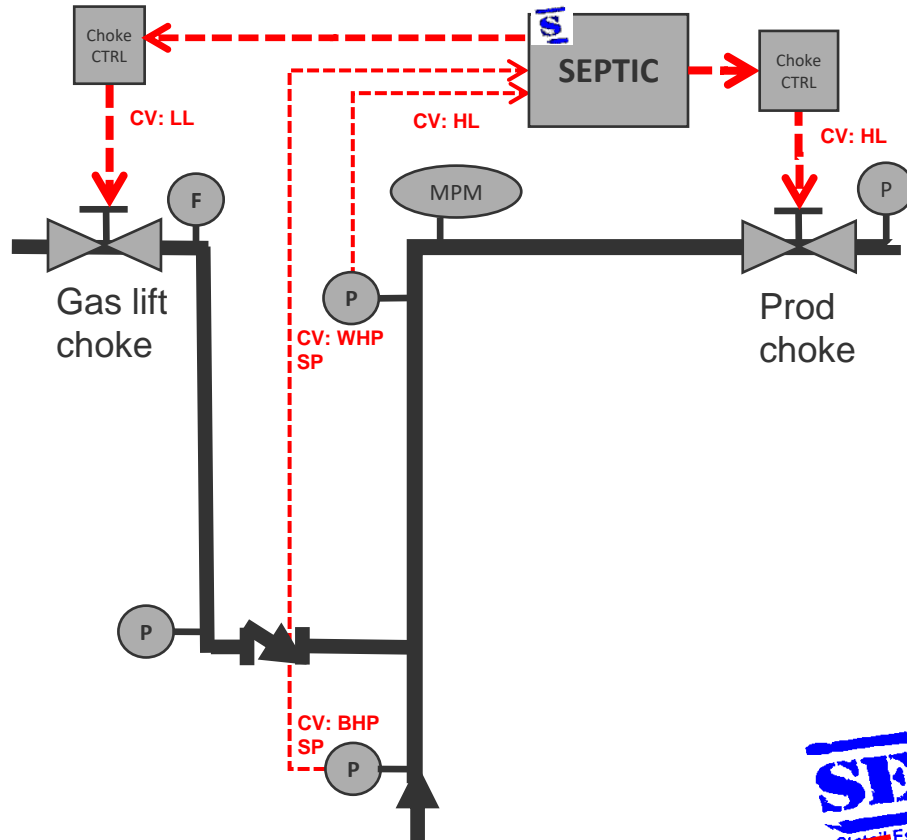 Choke
CTRL
S
SEPTIC
Choke
CTRL
CV: LL
CV: HL
CV: HL
F
MPM
P
Gas lift
choke
P
Prod
choke
CV: WHP
SP
P
CV: BHP
SP
P
SE